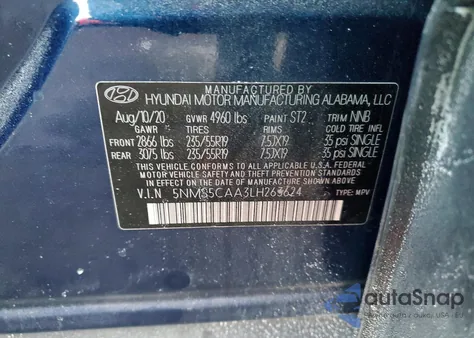 MANUFACTURED BY
HYUNDAI MOTOR MANUFACTURING ALABAMA, LLC
Aug/10/20 GVWR 4960 lbs PAINT ST2 TRIM NNB
GAWR TIRES RIMS COLD TIRE INFL
FRONT 2866 lbs 235/55R19 7.5JX19 35 psi SINGLE
REAR 3075 lbs 235/55R19 7.5JX19 35 psi SINGLE
THIS VEHICLE CONFORMS TO ALL APPLICABLE
FEDERAL MOTOR VEHICLE SAFETY, BUMPER, AND
THEFT PREVENTION STANDARDS IN EFFECT ON
THE DATE OF MANUFACTURE SHOWN ABOVE
V.I.N 5NMS5CAA3LH265624 TYPE: MPV
autoSnap